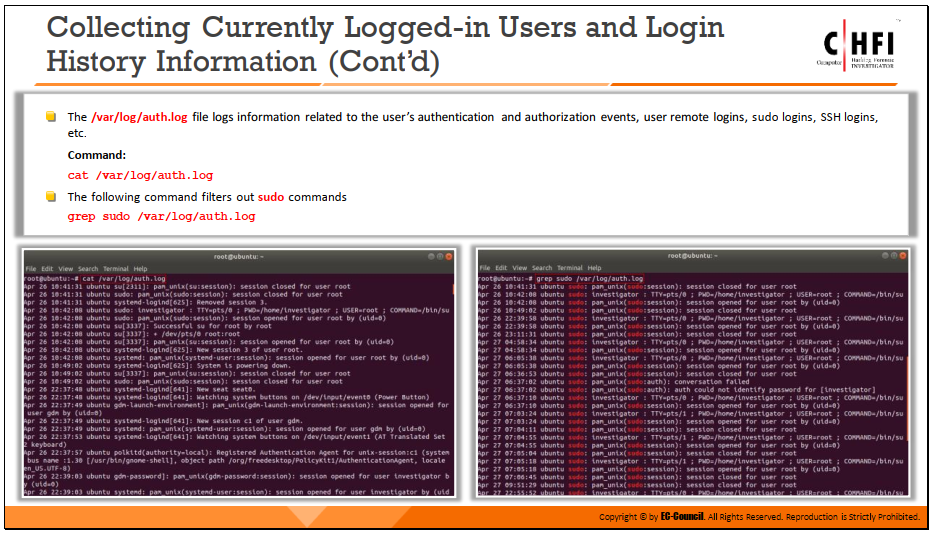 Collecting Currently Logged-in Users and Login
History Information (Cont'd)
CHFI
Computer Hacking Forensic
INVESTIGATOR
The /var/log/auth.log file logs information related to the user's authentication and authorization events, user remote logins, sudo logins, SSH logins,
etc.
Command:
cat /var/log/auth.log
The following command filters out sudo commands
grep sudo /var/log/auth.log
root@ubuntu: ~
File Edit View Search Terminal Help
root@ubuntu:~# cat /var/log/auth.log
Apr 26 10:41:31 ubuntu su[2311]: pam_unix(su:session): session closed for user root
Apr 26 10:41:31 ubuntu sudo: pam_unix(sudo:session): session closed for user root
Apr 26 10:41:31 ubuntu systemd-logind[625]: Removed session 3.
Apr 26 10:42:08 ubuntu sudo: investigator : TTY=pts/0 ; PWD=/home/investigator ; USER=root ; COMMAND=/bin/su
Apr 26 10:42:08 ubuntu sudo: pam_unix(sudo:session): session opened for user root by (uid=0)
Apr 26 10:42:08 ubuntu su[3337]: Successful su for root by root
Apr 26 10:42:08 ubuntu su[3337]: + /dev/pts/0 root:root
Apr 26 10:42:08 ubuntu su[3337]: pam_unix(su:session): session opened for user root by (uid=0)
Apr 26 10:42:08 ubuntu systemd-logind[625]: New session 3 of user root.
Apr 26 10:42:08 ubuntu systemd: pam_unix(systemd-user:session): session opened for user root by (uid=0)
Apr 26 10:49:02 ubuntu systemd-logind[625]: System is powering down.
Apr 26 10:49:02 ubuntu su[3337]: pam_unix(su:session): session closed for user root
Apr 26 10:49:02 ubuntu sudo: pam_unix(sudo:session): session closed for user root
Apr 26 22:37:48 ubuntu systemd-logind[641]: New seat seat0.
Apr 26 22:37:48 ubuntu systemd-logind[641]: Watching system buttons on /dev/input/event0 (Power Button)
Apr 26 22:37:49 ubuntu gdm-launch-environment]: pam_unix(gdm-launch-environment:session): session opened for
user gdm by (uid=0)
Apr 26 22:37:49 ubuntu systemd-logind[641]: New session c1 of user gdm.
Apr 26 22:37:49 ubuntu systemd: pam_unix(systemd-user:session): session opened for user gdm by (uid=0)
Apr 26 22:37:53 ubuntu systemd-logind[641]: Watching system buttons on /dev/input/event1 (AT Translated Set
2 keyboard)
Apr 26 22:37:57 ubuntu polkitd(authority=local): Registered Authentication Agent for unix-session:c1 (system
bus name :1.38 [/usr/bin/gnome-shell], object path /org/freedesktop/PolicyKit1/AuthenticationAgent, locale
en_US.UTF-8)
Apr 26 22:39:03 ubuntu gdm-password]: pam_unix(gdm-password:session): session opened for user investigator b
y (uid=0)
Apr 26 22:39:03 ubuntu systemd: pam_unix(systemd-user:session): session opened for user investigator by (uid
root@ubuntu: ~
File Edit View Search Terminal Help
root@ubuntu:~# grep sudo /var/log/auth.log
Apr 26 10:41:31 ubuntu sudo: pam_unix(sudo:session): session closed for user root
Apr 26 10:42:08 ubuntu sudo: investigator : TTY=pts/0 ; PWD=/home/investigator ; USER=root ; COMMAND=/bin/su
Apr 26 10:42:08 ubuntu sudo: pam_unix(sudo:session): session opened for user root by (uid=0)
Apr 26 10:49:02 ubuntu sudo: pam_unix(sudo:session): session closed for user root
Apr 26 22:39:58 ubuntu sudo: investigator : TTY=pts/0 ; PWD=/home/investigator ; USER=root ; COMMAND=/bin/su
Apr 26 22:39:58 ubuntu sudo: pam_unix(sudo:session): session opened for user root by (uid=0)
Apr 26 23:11:31 ubuntu sudo: pam_unix(sudo:session): session closed for user root
Apr 27 04:58:34 ubuntu sudo: investigator : TTY=pts/0 ; PWD=/home/investigator ; USER=root ; COMMAND=/bin/su
Apr 27 04:58:34 ubuntu sudo: pam_unix(sudo:session): session opened for user root by (uid=0)
Apr 27 06:05:38 ubuntu sudo: investigator : TTY=pts/1 ; PWD=/home/investigator ; USER=root ; COMMAND=/bin/su
Apr 27 06:05:38 ubuntu sudo: pam_unix(sudo:session): session opened for user root by (uid=0)
Apr 27 06:36:53 ubuntu sudo: pam_unix(sudo:session): session closed for user root
Apr 27 06:37:02 ubuntu sudo: pam_unix(sudo:auth): conversation failed
Apr 27 06:37:02 ubuntu sudo: pam_unix(sudo:auth): auth could not identify password for [investigator]
Apr 27 06:37:10 ubuntu sudo: investigator : TTY=pts/1 ; PWD=/home/investigator ; USER=root ; COMMAND=/bin/su
Apr 27 06:37:10 ubuntu sudo: pam_unix(sudo:session): session opened for user root by (uid=0)
Apr 27 07:03:24 ubuntu sudo: investigator : TTY=pts/1 ; PWD=/home/investigator ; USER=root ; COMMAND=/bin/su
Apr 27 07:03:24 ubuntu sudo: pam_unix(sudo:session): session opened for user root by (uid=0)
Apr 27 07:04:11 ubuntu sudo: pam_unix(sudo:session): session closed for user root
Apr 27 07:04:55 ubuntu sudo: investigator : TTY=pts/1 ; PWD=/home/investigator ; USER=root ; COMMAND=/bin/su
Apr 27 07:05:04 ubuntu sudo: pam_unix(sudo:session): session closed for user root
Apr 27 07:05:18 ubuntu sudo: investigator : TTY=pts/0 ; PWD=/home/investigator ; USER=root ; COMMAND=/bin/su
Apr 27 07:05:18 ubuntu sudo: pam_unix(sudo:session): session opened for user root by (uid=0)
Apr 27 07:06:45 ubuntu sudo: pam_unix(sudo:session): session closed for user root
Apr 27 09:51:29 ubuntu sudo: pam_unix(sudo:session): session closed for user root
Apr 27 22:55:52 ubuntu sudo: investigator : TTY=pts/0 ; PWD=/home/investigator ; USER=root ; COMMAND=/bin/su
Copyright © by EC-Council. All Rights Reserved. Reproduction is Strictly Prohibited.